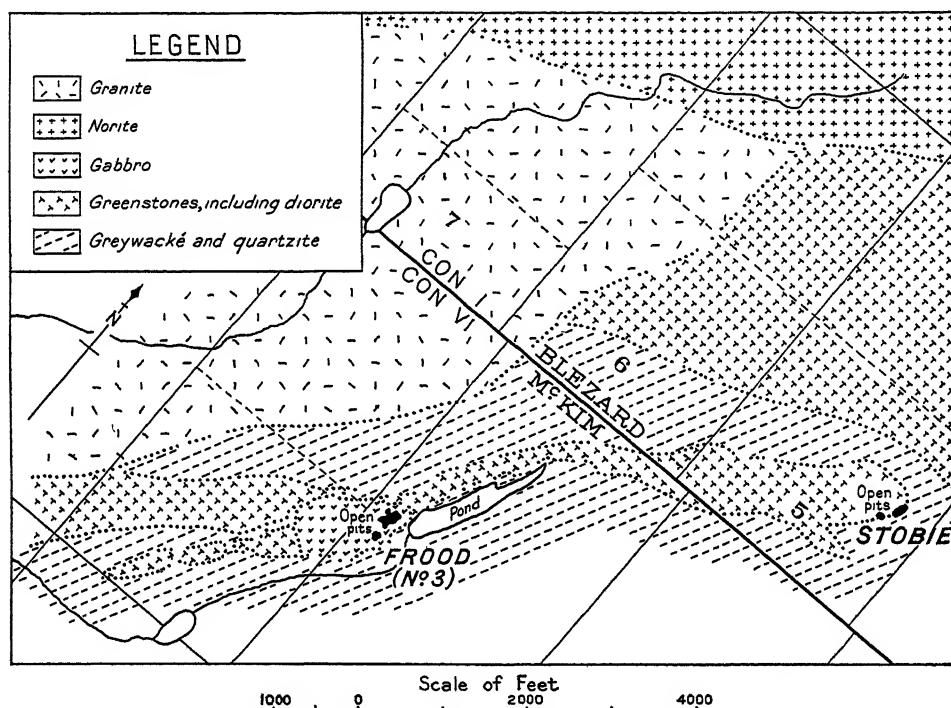 LEGEND
Granite
Norite
Gabbro
Greenstones, including diorite
Greywacké and quartzite
N
7
CON
CON VI
BLEZARD
McKIM
6
5
Open
pits
STOBIE
Open
pits
Pond
FROOD
(No 3)
Scale of Feet
1000 0 2000 4000